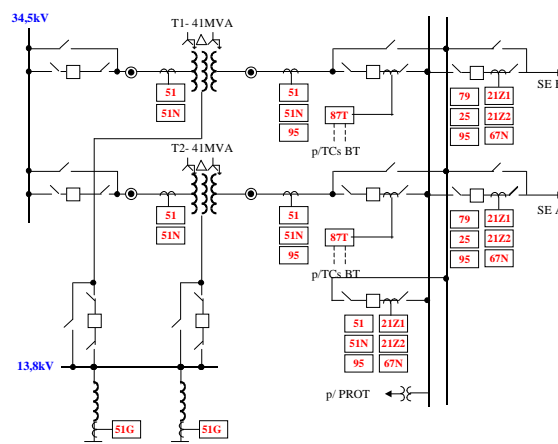 34,5kV
T1- 41MVA
51
51N
51
51N
95
87T
p/TCs BT
79
25
95
21Z1
21Z2
67N
SE
T2- 41MVA
51
51N
51
51N
95
87T
p/TCs BT
79
25
95
21Z1
21Z2
67N
SE A
51
51N
95
21Z1
21Z2
67N
13,8kV
p/ PROT
51G
51G